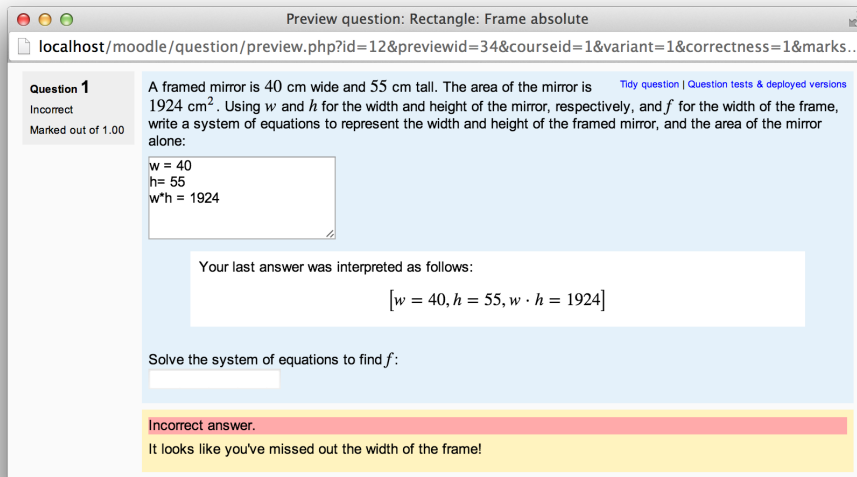 Preview question: Rectangle: Frame absolute
localhost/moodle/question/preview.php?id=12&previewid=34&courseid=1&variant=1&correctness=1&marks...
Question 1
Incorrect
Marked out of 1.00
Tidy question | Question tests & deployed versions
A framed mirror is 40 cm wide and 55 cm tall. The area of the mirror is
1924 cm². Using w and h for the width and height of the mirror, respectively, and f for the width of the frame,
write a system of equations to represent the width and height of the framed mirror, and the area of the mirror
alone:
w = 40
h= 55
w*h = 1924
Your last answer was interpreted as follows:
[w = 40, h = 55, w · h = 1924]
Solve the system of equations to find f:
Incorrect answer.
It looks like you've missed out the width of the frame!